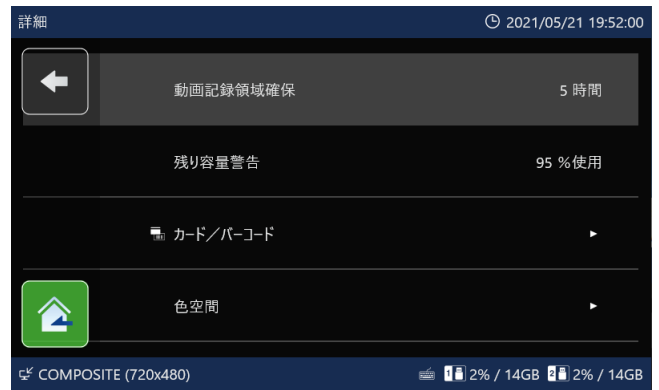 詳細 2021/05/21 19:52:00
動画記録領域確保 5 時間
残り容量警告 95 %使用
カード／バーコード
色空間
COMPOSITE (720x480) 1 2% / 14GB 2 2% / 14GB